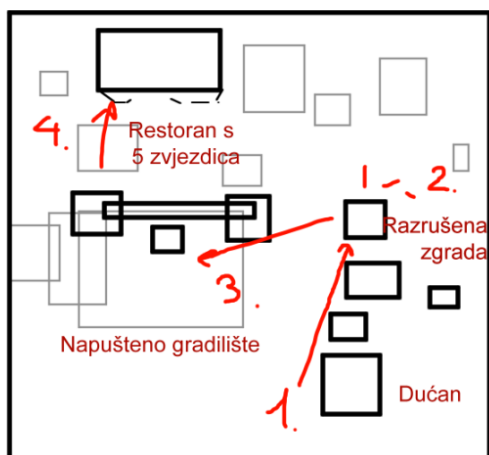 4.
Restoran s
5 zvjezdica
1 - 2.
Razrušena
zgrada
3.
Napušteno gradilište
1.
Dućan